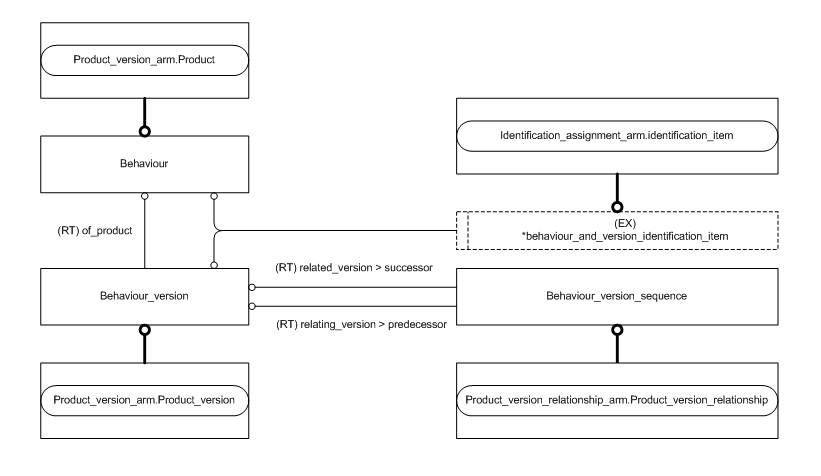 Product_version_arm.Product
Identification_assignment_arm.identification_item
Behaviour
(EX)
*behaviour_and_version_identification_item
(RT) of_product
(RT) related_version > successor
Behaviour_version
Behaviour_version_sequence
(RT) relating_version > predecessor
Product_version_arm.Product_version
Product_version_relationship_arm.Product_version_relationship